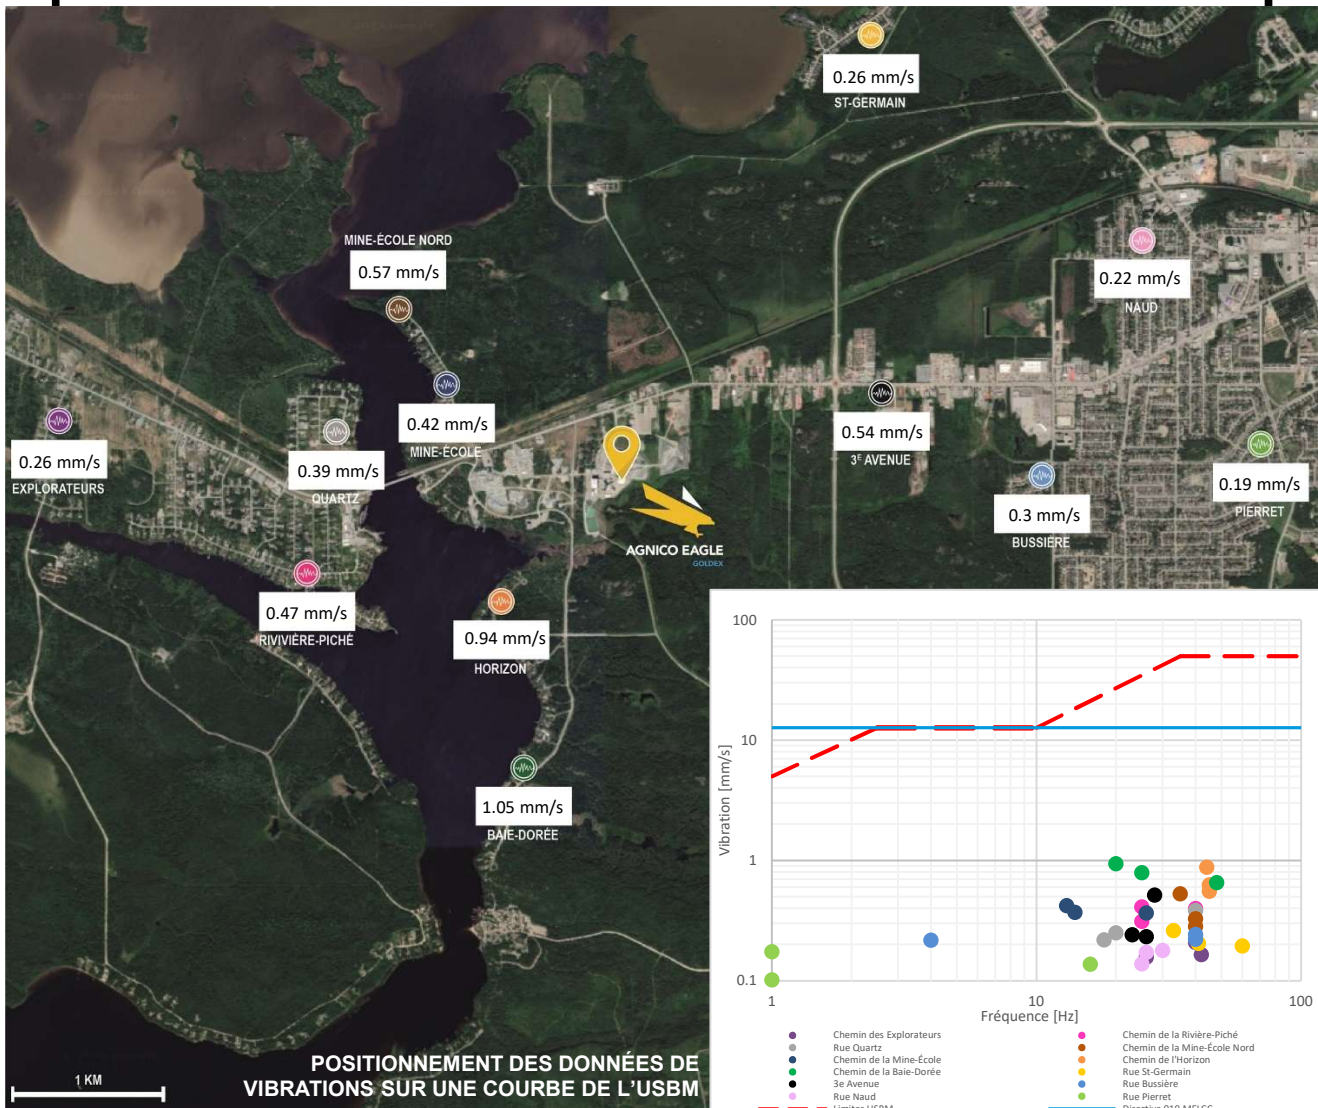 0.26 mm/s
ST-GERMAIN
MINE-ÉCOLE NORD
0.57 mm/s
0.22 mm/s
NAUD
0.42 mm/s
MINE-ÉCOLE
0.54 mm/s
3E AVENUE
0.26 mm/s
EXPLORATEURS
0.39 mm/s
QUARTZ
0.19 mm/s
PIERRET
0.3 mm/s
BUSSIÈRE
AGNICO EAGLE
GOLDEX
0.47 mm/s
RIVIVIÈRE-PICHÉ
0.94 mm/s
HORIZON
1.05 mm/s
BAIE-DORÉE
1 KM
POSITIONNEMENT DES DONNÉES DE
VIBRATIONS SUR UNE COURBE DE L'USBM
100
10
1
0.1
Vibration [mm/s]
1 10 100
Fréquence [Hz]
Chemin des Explorateurs
Chemin de la Rivière-Piché
Rue Quartz
Chemin de la Mine-École Nord
Chemin de la Mine-École
Chemin de l'Horizon
Chemin de la Baie-Dorée
Rue St-Germain
3e Avenue
Rue Bussière
Rue Naud
Rue Pierret
Limites USBM
Directive 019 MELCC